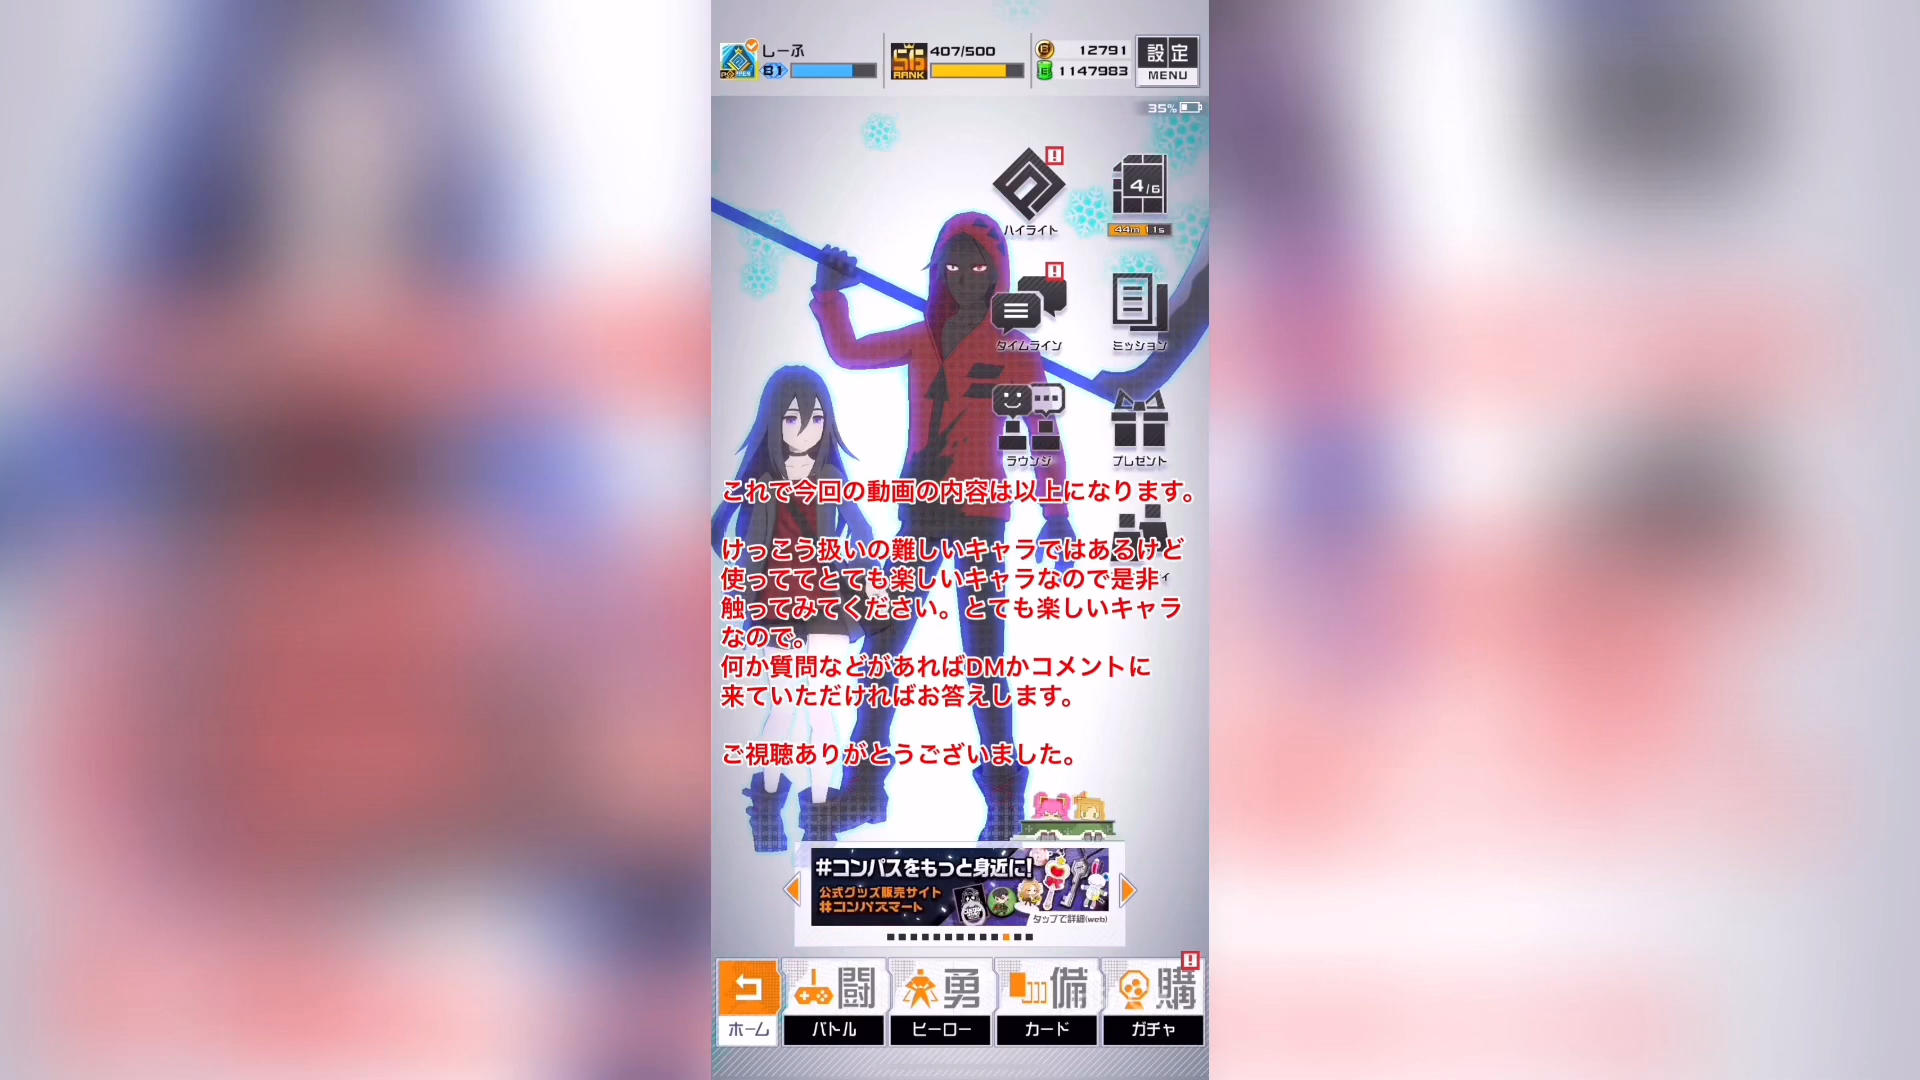 しーふ
B1
S6
RANK
407/500
12791
1147983
設定
MENU
35%
ハイライト
4/6
44m 11s
タイムライン
ミッション
ラウンジ
プレゼント
これで今回の動画の内容は以上になります。
けっこう扱いの難しいキャラではあるけど
使っててとても楽しいキャラなので是非
触ってみてください。とても楽しいキャラ
なので。
何か質問などがあればDMかコメントに
来ていただければお答えします。
ご視聴ありがとうございました。
#コンパスをもっと身近に!
公式グッズ販売サイト
#コンパスマート
タップで詳細(web)
闘
勇
備
購
ホーム
バトル
ヒーロー
カード
ガチャ